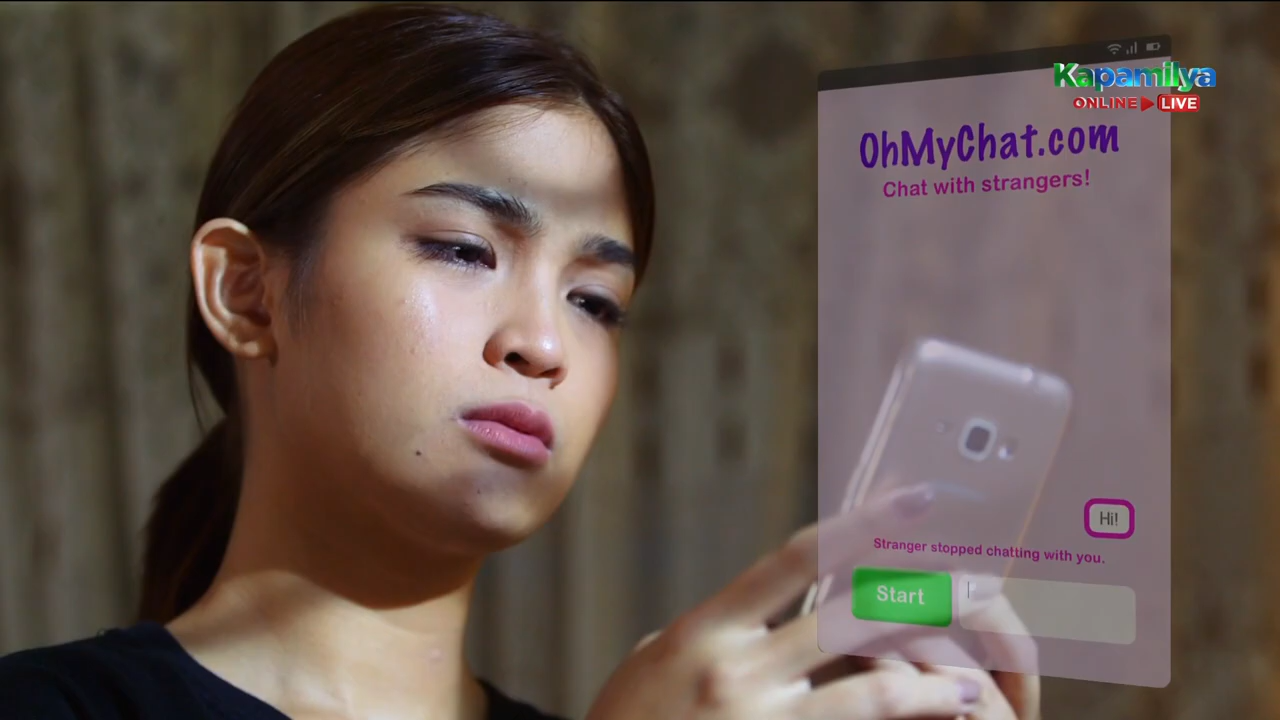 Kapamilya
ONLINE LIVE
OhMyChat.com
Chat with strangers!
Hi!
Stranger stopped chatting with you.
Start